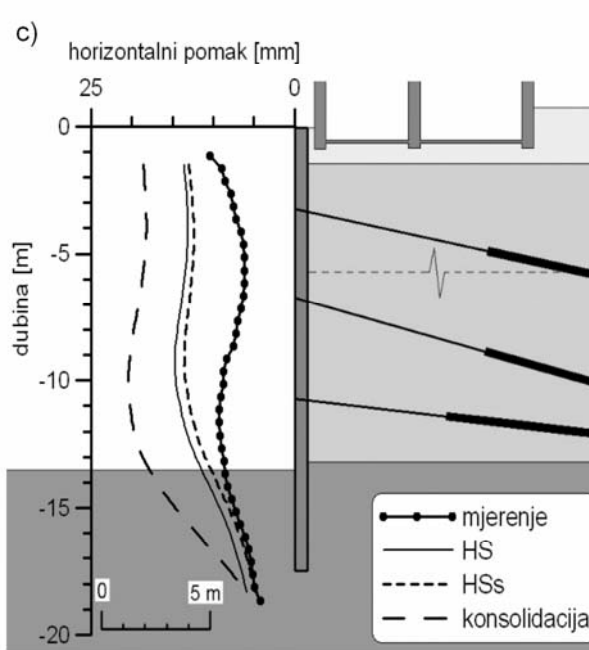 c)
horizontalni pomak [mm]
25 0
0
-5
-10
-15
-20
dubina [m]
0 5 m
mjerenje
HS
HSs
konsolidacija